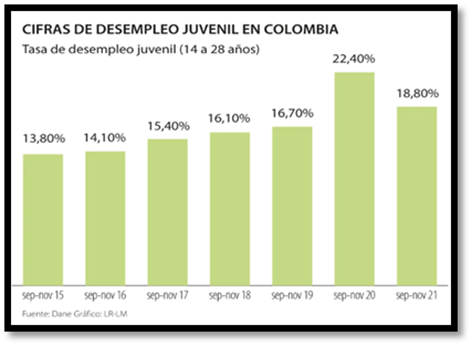 CIFRAS DE DESEMPLEO JUVENIL EN COLOMBIA
Tasa de desempleo juvenil (14 a 28 años)
13,80%
14,10%
15,40%
16,10%
16,70%
22,40%
18,80%
sep-nov 15
sep-nov 16
sep-nov 17
sep-nov 18
sep-nov 19
sep-nov 20
sep-nov 21
Fuente: Dane Gráfico: LR-LM